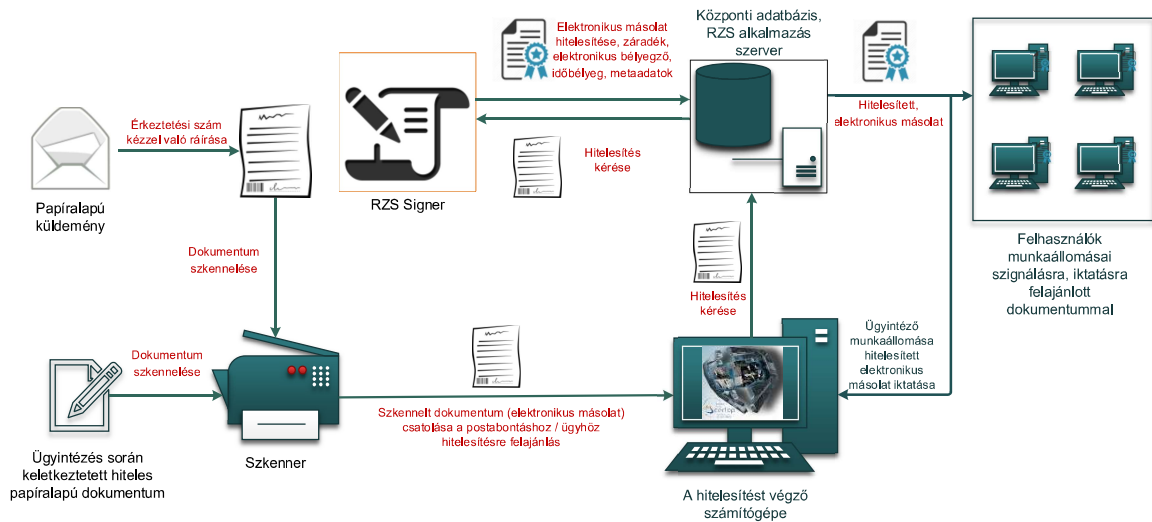 Elektronikus másolat
hitelesítése, záradék,
elektronikus bélyegző,
időbélyeg, metaadatok
Központi adatbázis,
RZS alkalmazás
szerver
Érkeztetési szám
kézzel való ráírása
Hitelesítés
kérése
Hitelesített,
elektronikus másolat
Papíralapú
küldemény
RZS Signer
Dokumentum
szkennelése
Hitelesítés
kérése
Felhasználók
munkaállomásai
szignálásra, iktatásra
felajánlott
dokumentummal
Dokumentum
szkennelése
Ügyintéző
munkaállomása
hitelesített
elektronikus
másolat iktatása
Szkennelt dokumentum (elektronikus másolat)
csatolása a postabontáshoz / ügyhöz
hitelesítésre felajánlás
Ügyintézés során
keletkeztetett hiteles
papíralapú dokumentum
Szkenner
A hitelesítést végző
számítógépe